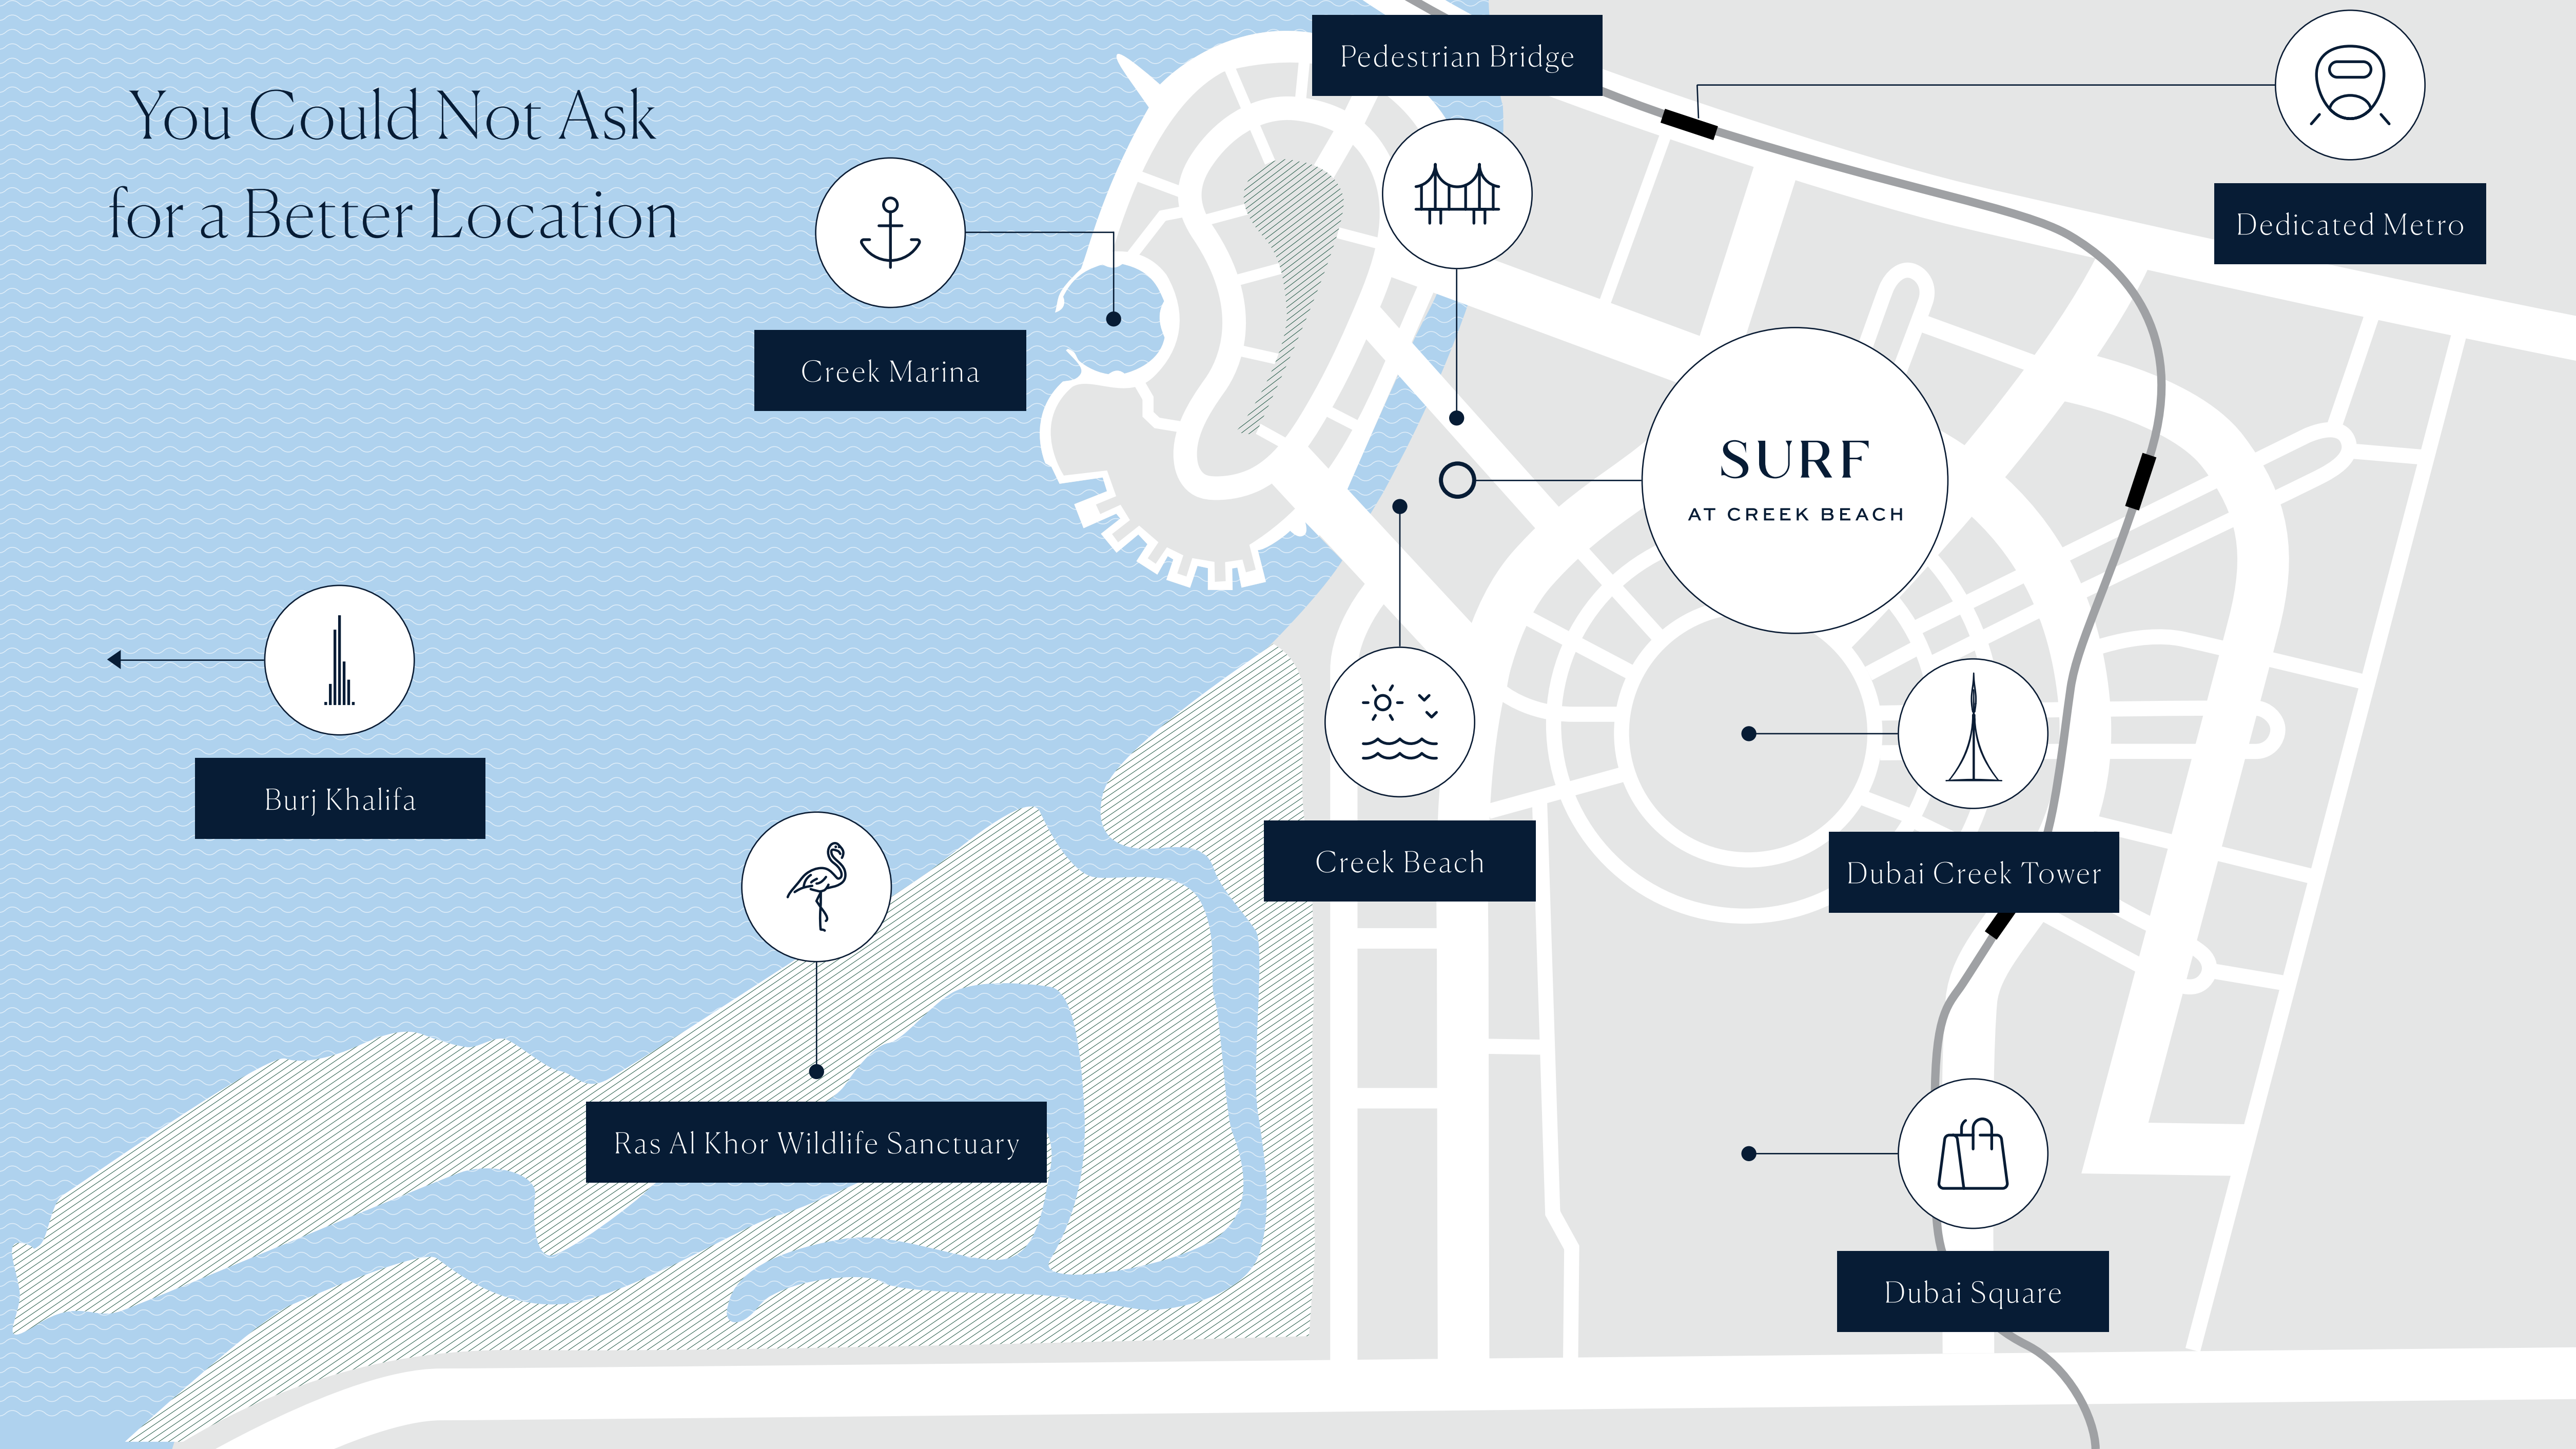 You Could Not Ask
for a Better Location
Pedestrian Bridge
Dedicated Metro
Creek Marina
SURF
AT CREEK BEACH
Burj Khalifa
Creek Beach
Dubai Creek Tower
Ras Al Khor Wildlife Sanctuary
Dubai Square